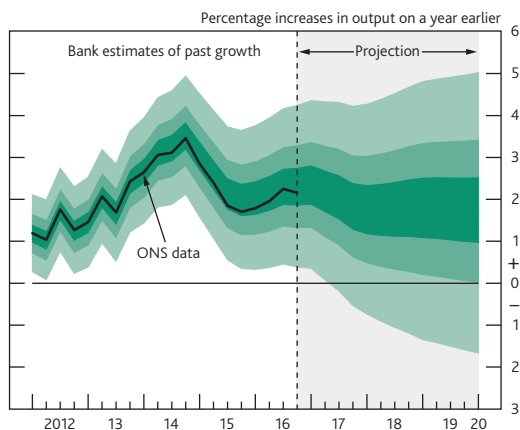 Percentage increases in output on a year earlier
Bank estimates of past growth
Projection
ONS data
6
5
4
3
2
1
+
0
–
1
2
3
2012 13 14 15 16 17 18 19 20